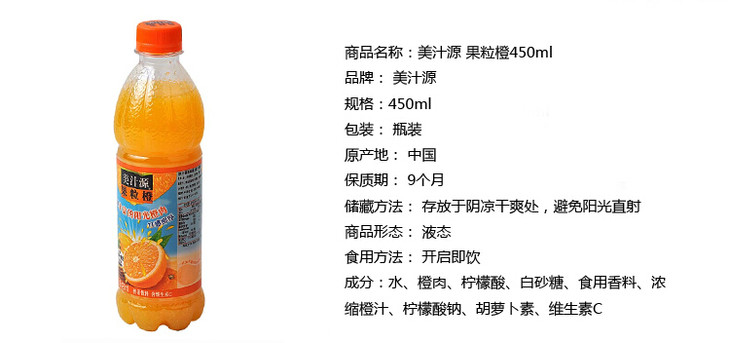 美汁源
果粒橙
商品名称：美汁源 果粒橙450ml
品牌： 美汁源
规格：450ml
包装： 瓶装
原产地： 中国
保质期： 9个月
储藏方法： 存放于阴凉干爽处，避免阳光直射
商品形态： 液态
食用方法： 开启即饮
成分：水、橙肉、柠檬酸、白砂糖、食用香料、浓
缩橙汁、柠檬酸钠、胡萝卜素、维生素C